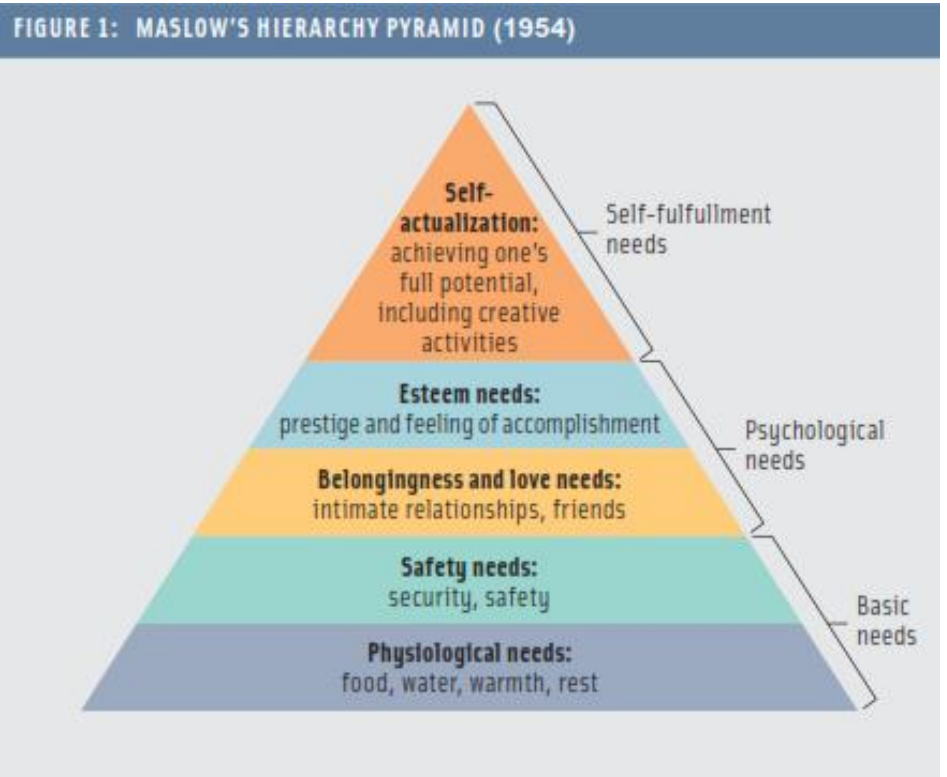 FIGURE 1: MASLOW'S HIERARCHY PYRAMID (1954)
Self-
actualization:
achieving one's
full potential,
including creative
activities
Self-fulfullment
needs
Esteem needs:
prestige and feeling of accomplishment
Psychological
needs
Belongingness and love needs:
intimate relationships, friends
Safety needs:
security, safety
Basic
needs
Physiological needs:
food, water, warmth, rest